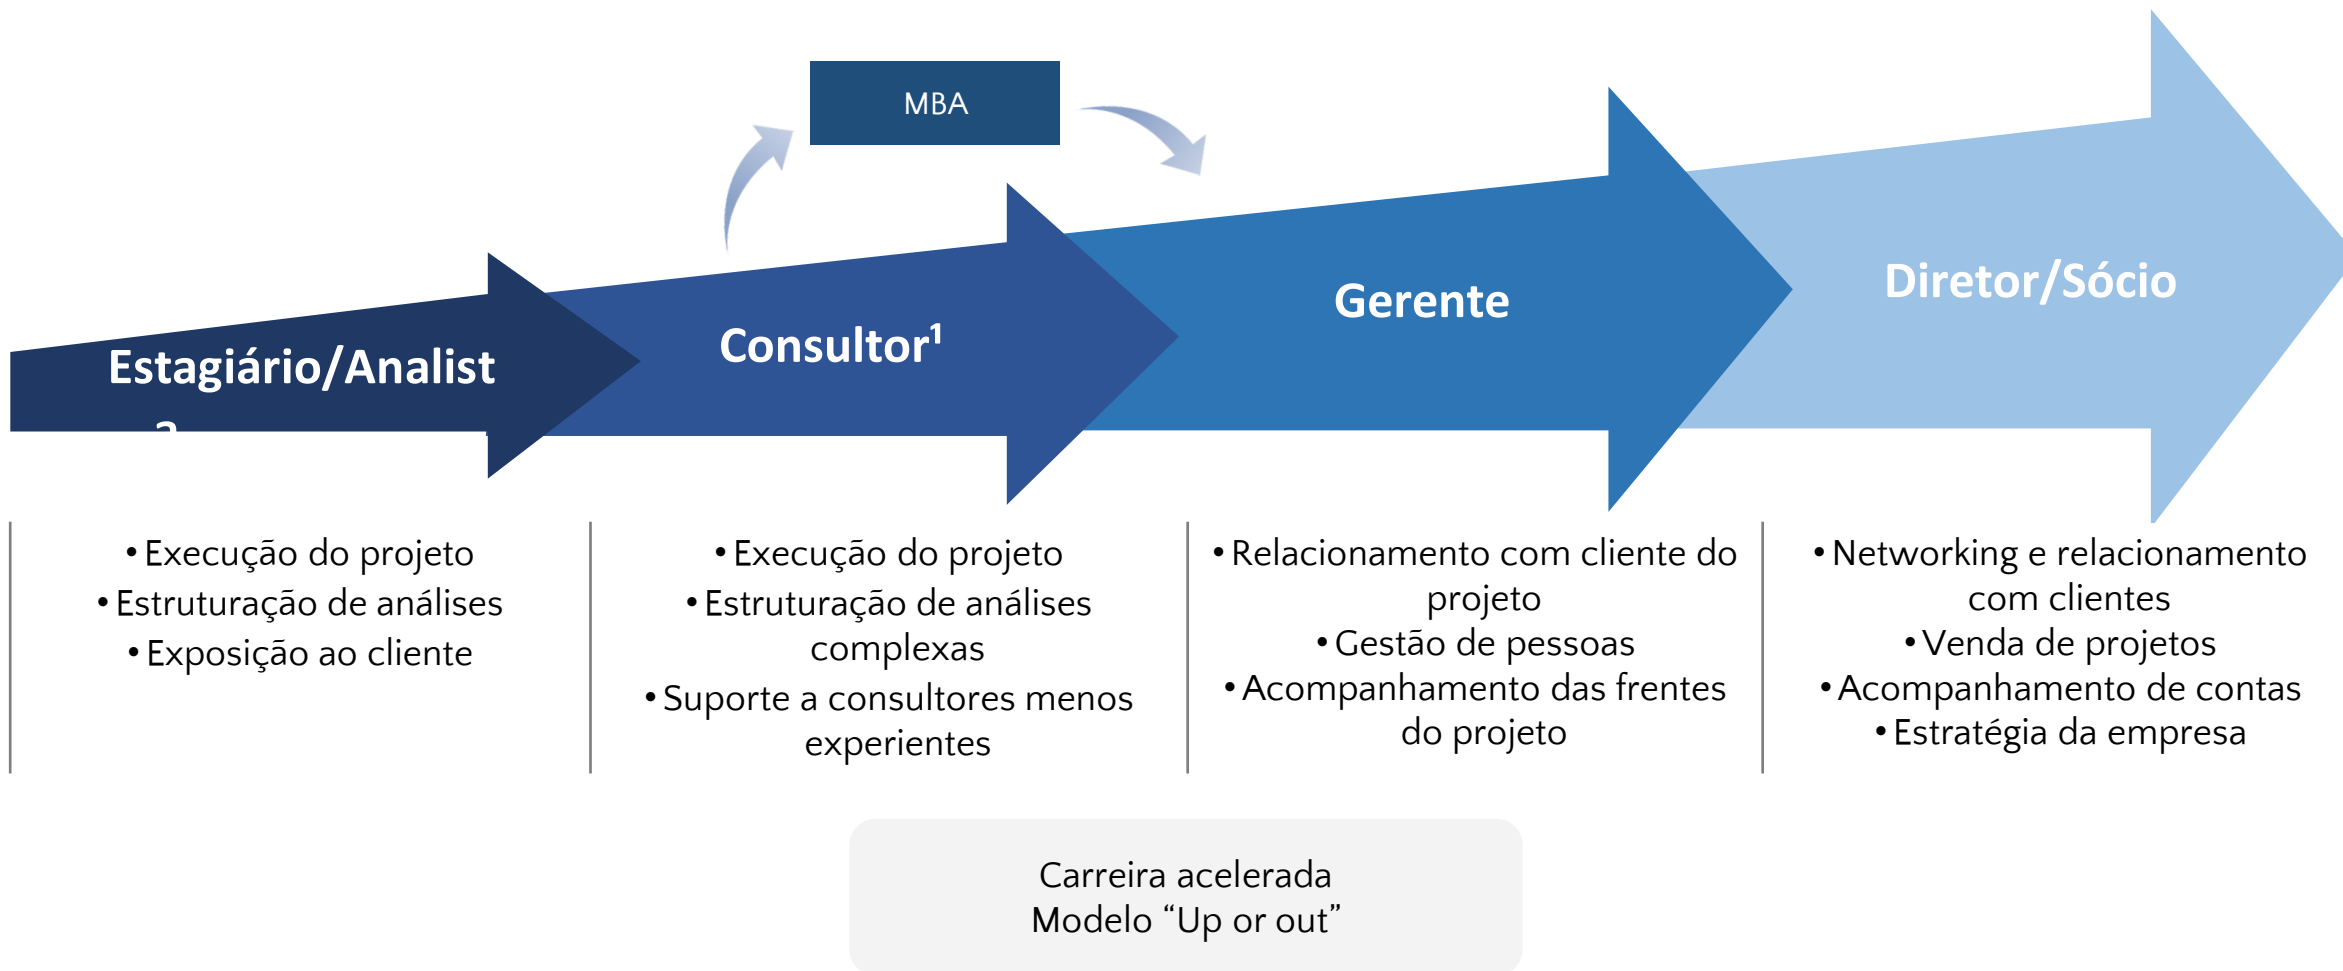 MBA
Estagiário/Analist
a
Consultor¹
Gerente
Diretor/Sócio
• Execução do projeto
• Estruturação de análises
• Exposição ao cliente
• Execução do projeto
• Estruturação de análises
complexas
• Suporte a consultores menos
experientes
• Relacionamento com cliente do
projeto
• Gestão de pessoas
• Acompanhamento das frentes
do projeto
• Networking e relacionamento
com clientes
• Venda de projetos
• Acompanhamento de contas
• Estratégia da empresa
Carreira acelerada
Modelo “Up or out”